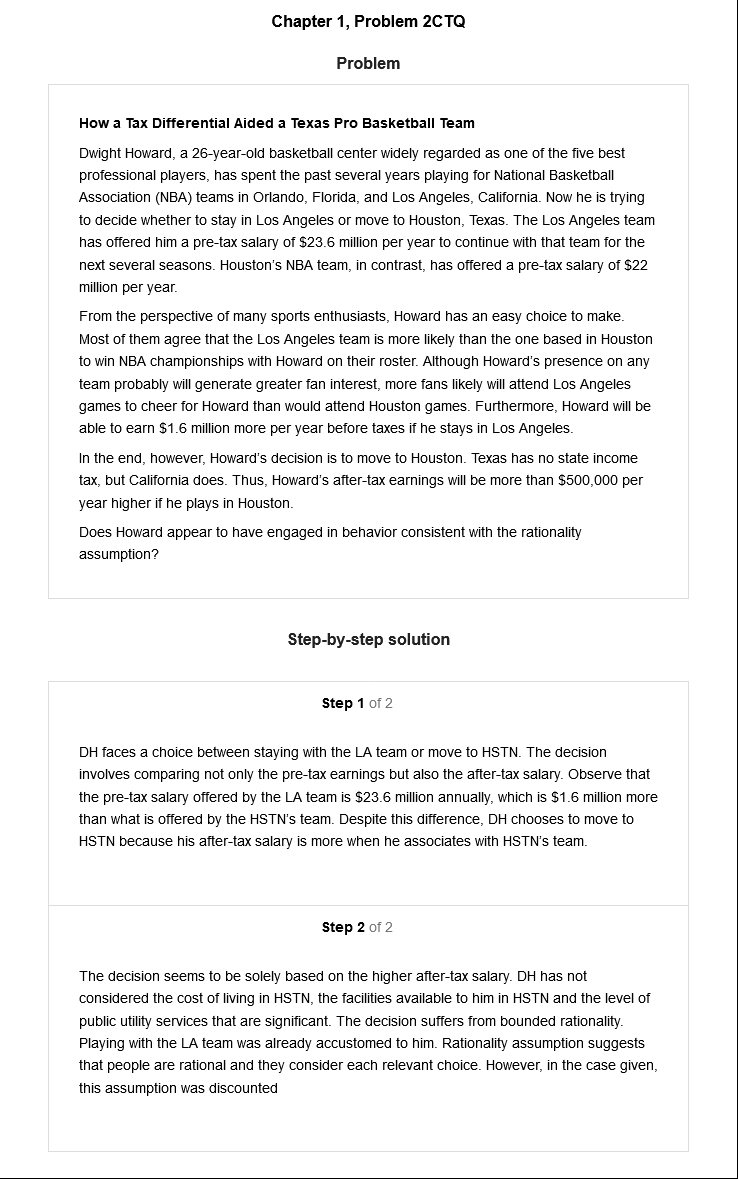 Chapter 1, Problem 2CTQ
Problem
How a Tax Differential Aided a Texas Pro Basketball Team
Dwight Howard, a 26-year-old basketball center widely regarded as one of the five best
professional players, has spent the past several years playing for National Basketball
Association (NBA) teams in Orlando, Florida, and Los Angeles, California. Now he is trying
to decide whether to stay in Los Angeles or move to Houston, Texas. The Los Angeles team
has offered him a pre-tax salary of $23.6 million per year to continue with that team for the
next several seasons. Houston's NBA team, in contrast, has offered a pre-tax salary of $22
million per year.
From the perspective of many sports enthusiasts, Howard has an easy choice to make.
Most of them agree that the Los Angeles team is more likely than the one based in Houston
to win NBA championships with Howard on their roster. Although Howard's presence on any
team probably will generate greater fan interest, more fans likely will attend Los Angeles
games to cheer for Howard than would attend Houston games. Furthermore, Howard will be
able to earn $1.6 million more per year before taxes if he stays in Los Angeles.
In the end, however, Howard's decision is to move to Houston. Texas has no state income
tax, but California does. Thus, Howard's after-tax earnings will be more than $500,000 per
year higher if he plays in Houston.
Does Howard appear to have engaged in behavior consistent with the rationality
assumption?
Step-by-step solution
Step 1 of 2
DH faces a choice between staying with the LA team or move to HSTN. The decision
involves comparing not only the pre-tax earnings but also the after-tax salary. Observe that
the pre-tax salary offered by the LA team is $23.6 million annually, which is $1.6 million more
than what is offered by the HSTN's team. Despite this difference, DH chooses to move to
HSTN because his after-tax salary is more when he associates with HSTN's team.
Step 2 of 2
The decision seems to be solely based on the higher after-tax salary. DH has not
considered the cost of living in HSTN, the facilities available to him in HSTN and the level of
public utility services that are significant. The decision suffers from bounded rationality.
Playing with the LA team was already accustomed to him. Rationality assumption suggests
that people are rational and they consider each relevant choice. However, in the case given,
this assumption was discounted